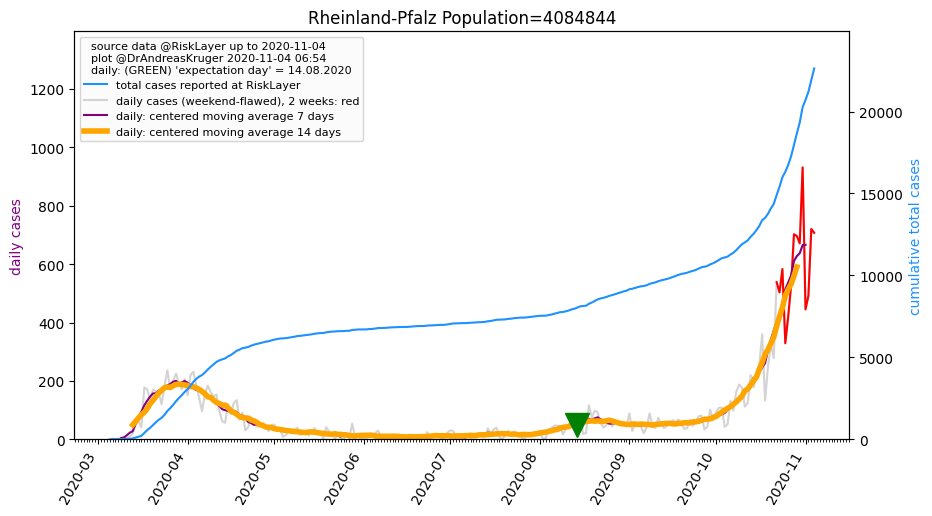 Rheinland-Pfalz Population=4084844
source data @RiskLayer up to 2020-11-04
plot @DrAndreasKruger 2020-11-04 06:54
daily: (GREEN) 'expectation day' = 14.08.2020
total cases reported at RiskLayer
daily cases (weekend-flawed), 2 weeks: red
daily: centered moving average 7 days
daily: centered moving average 14 days
daily cases
1200
1000
800
600
400
200
0
cumulative total cases
20000
15000
10000
5000
0
2020-03
2020-04
2020-05
2020-06
2020-07
2020-08
2020-09
2020-10
2020-11